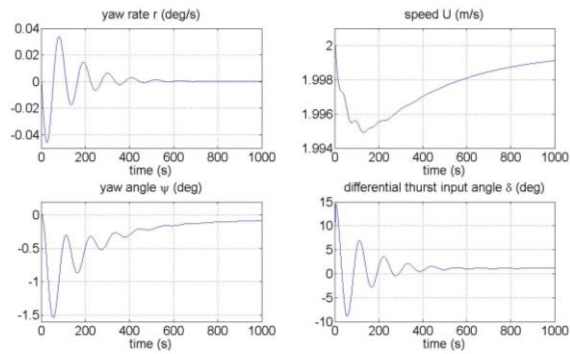 yaw rate r (deg/s)
0.04
0.02
0
-0.02
-0.04
0 200 400 600 800 1000
time (s)
speed U (m/s)
2
1.998
1.996
1.994
0 200 400 600 800 1000
time (s)
yaw angle ψ (deg)
0
-0.5
-1
-1.5
0 200 400 600 800 1000
time (s)
differential thurst input angle δ (deg)
15
10
5
0
-5
-10
0 200 400 600 800 1000
time (s)